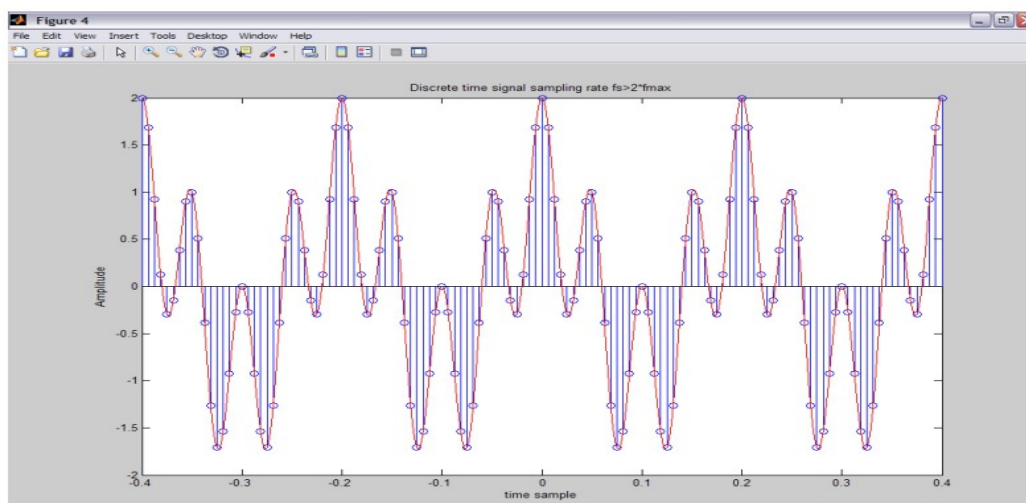 Figure 4
File Edit View Insert Tools Desktop Window Help
Discrete time signal sampling rate fs>2*fmax
2
1.5
1
0.5
0
-0.5
-1
-1.5
-2
Amplitude
-0.4 -0.3 -0.2 -0.1 0 0.1 0.2 0.3 0.4
time sample